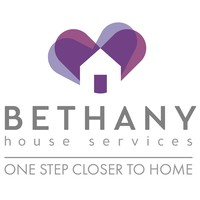 BETHANY
house services
ONE STEP CLOSER TO HOME